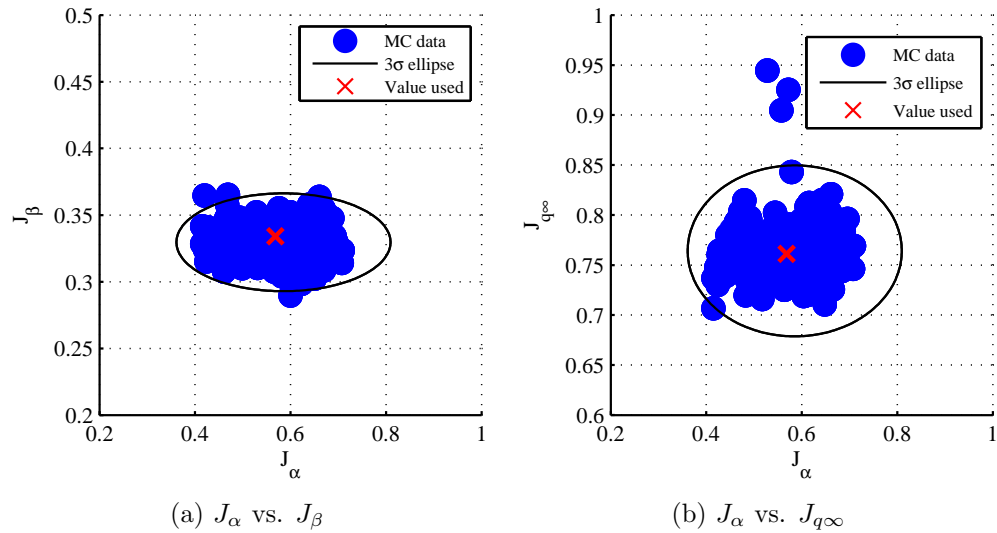 0.5
0.45
0.4
0.35
0.3
0.25
0.2
J_β
0.2
0.4
0.6
0.8
1
J_α
MC data
3σ ellipse
Value used
(a) J_α vs. J_β
1
0.95
0.9
0.85
0.8
0.75
0.7
0.65
0.6
J_q∞
0.2
0.4
0.6
0.8
1
J_α
MC data
3σ ellipse
Value used
(b) J_α vs. J_q∞